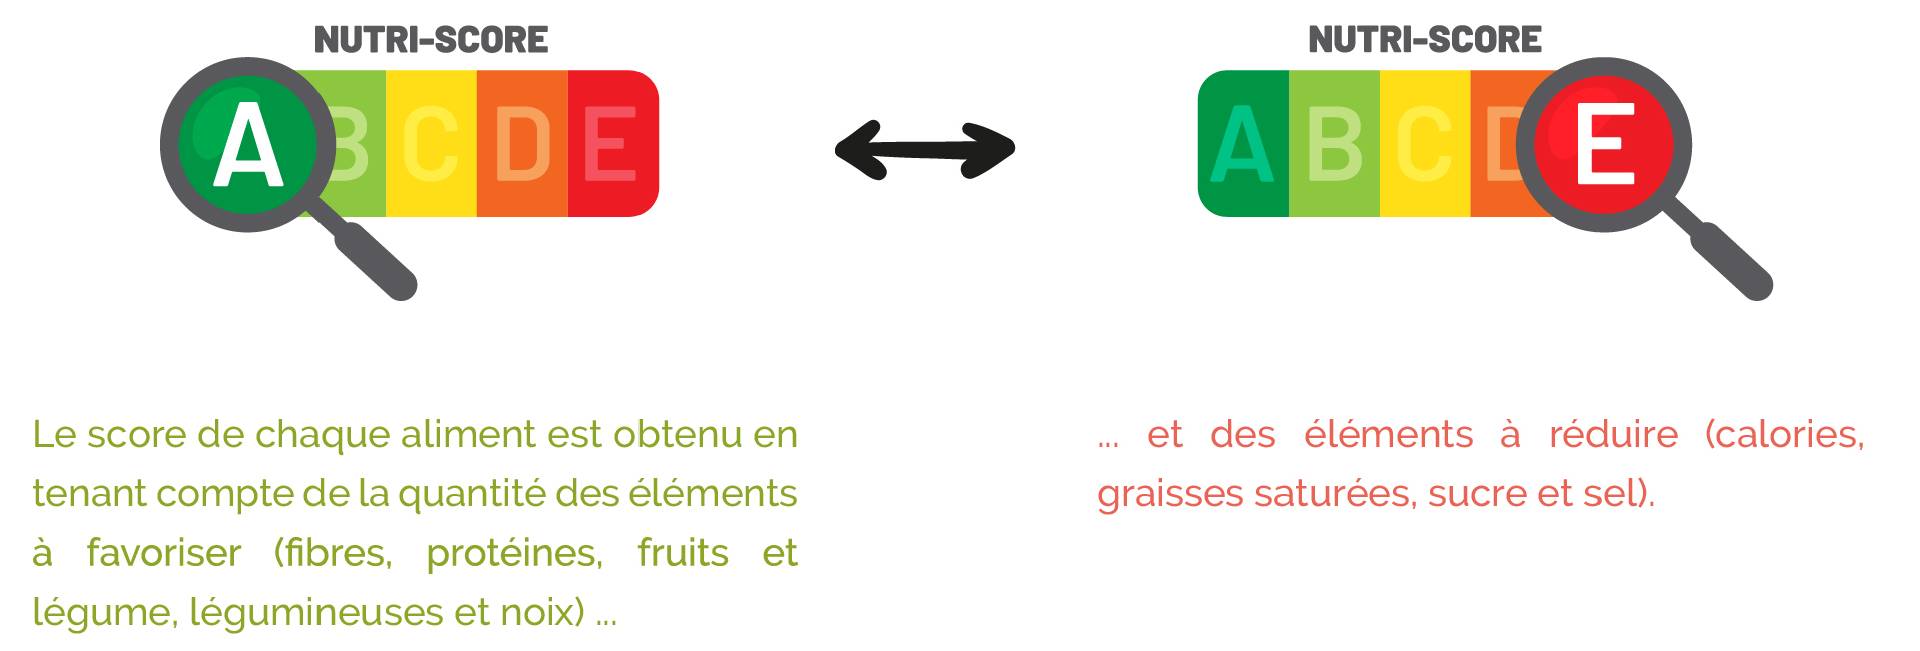 NUTRI-SCORE
A B C D E
Le score de chaque aliment est obtenu en
tenant compte de la quantité des éléments
à favoriser (fibres, protéines, fruits et
légume, légumineuses et noix) ...
NUTRI-SCORE
A B C D E
... et des éléments à réduire (calories,
graisses saturées, sucre et sel).